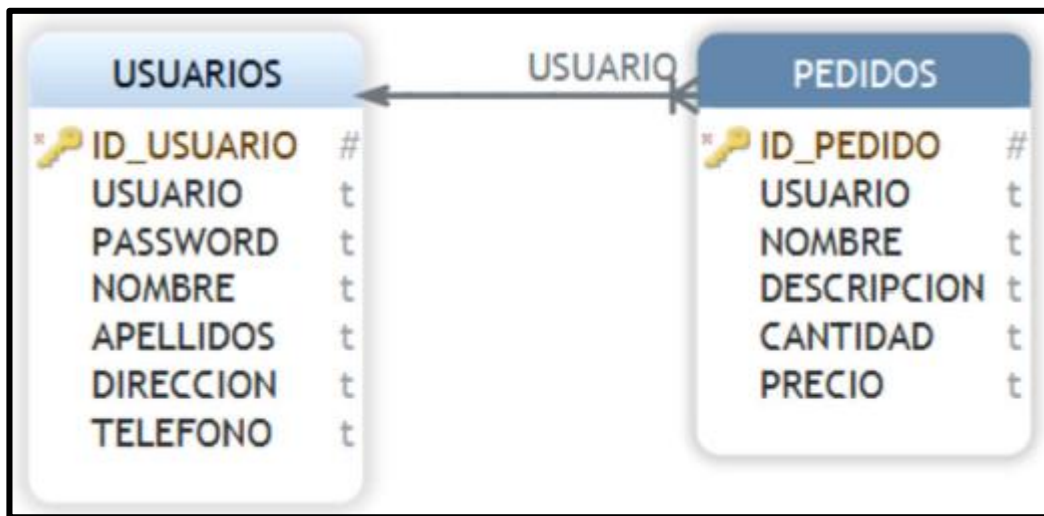 USUARIOS
ID_USUARIO #
USUARIO t
PASSWORD t
NOMBRE t
APELLIDOS t
DIRECCION t
TELEFONO t
USUARIO
PEDIDOS
ID_PEDIDO #
USUARIO t
NOMBRE t
DESCRIPCION t
CANTIDAD t
PRECIO t